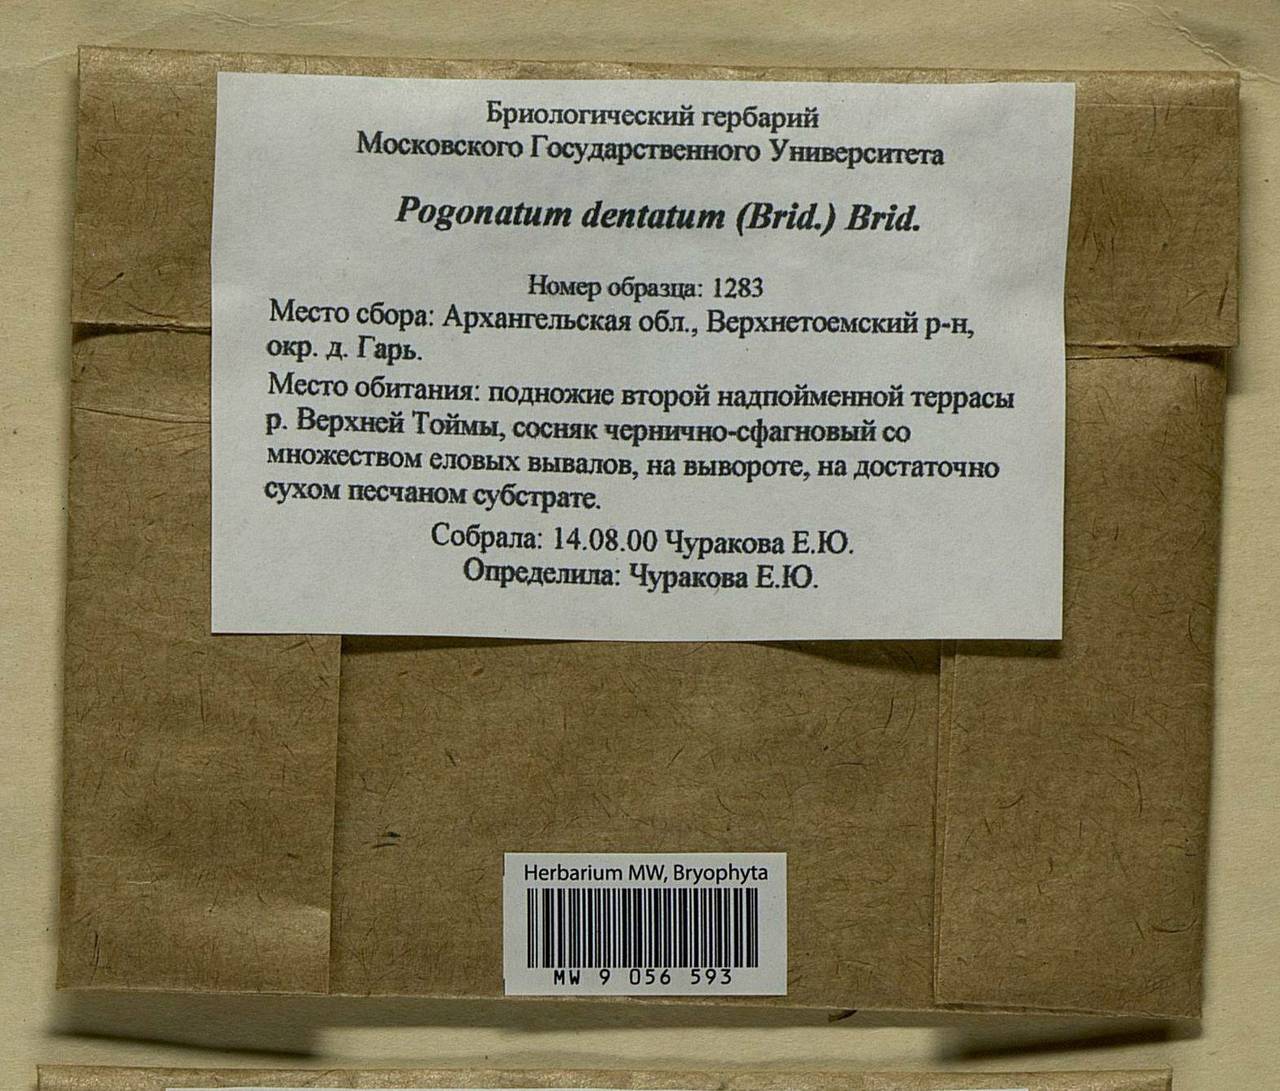 Бриологический гербарий
Московского Государственного Университета
Pogonatum dentatum (Brid.) Brid.
Номер образца: 1283
Место сбора: Архангельская обл., Верхнетоемский р-н,
окр. д. Гарь.
Место обитания: подножие второй надпойменной террасы
р. Верхней Тоймы, сосняк чернично-сфагновый со
множеством еловых вывалов, на вывороте, на достаточно
сухом песчаном субстрате.
Собрала: 14.08.00 Чуракова Е.Ю.
Определила: Чуракова Е.Ю.
Herbarium MW, Bryophyta
MW 9 056 593